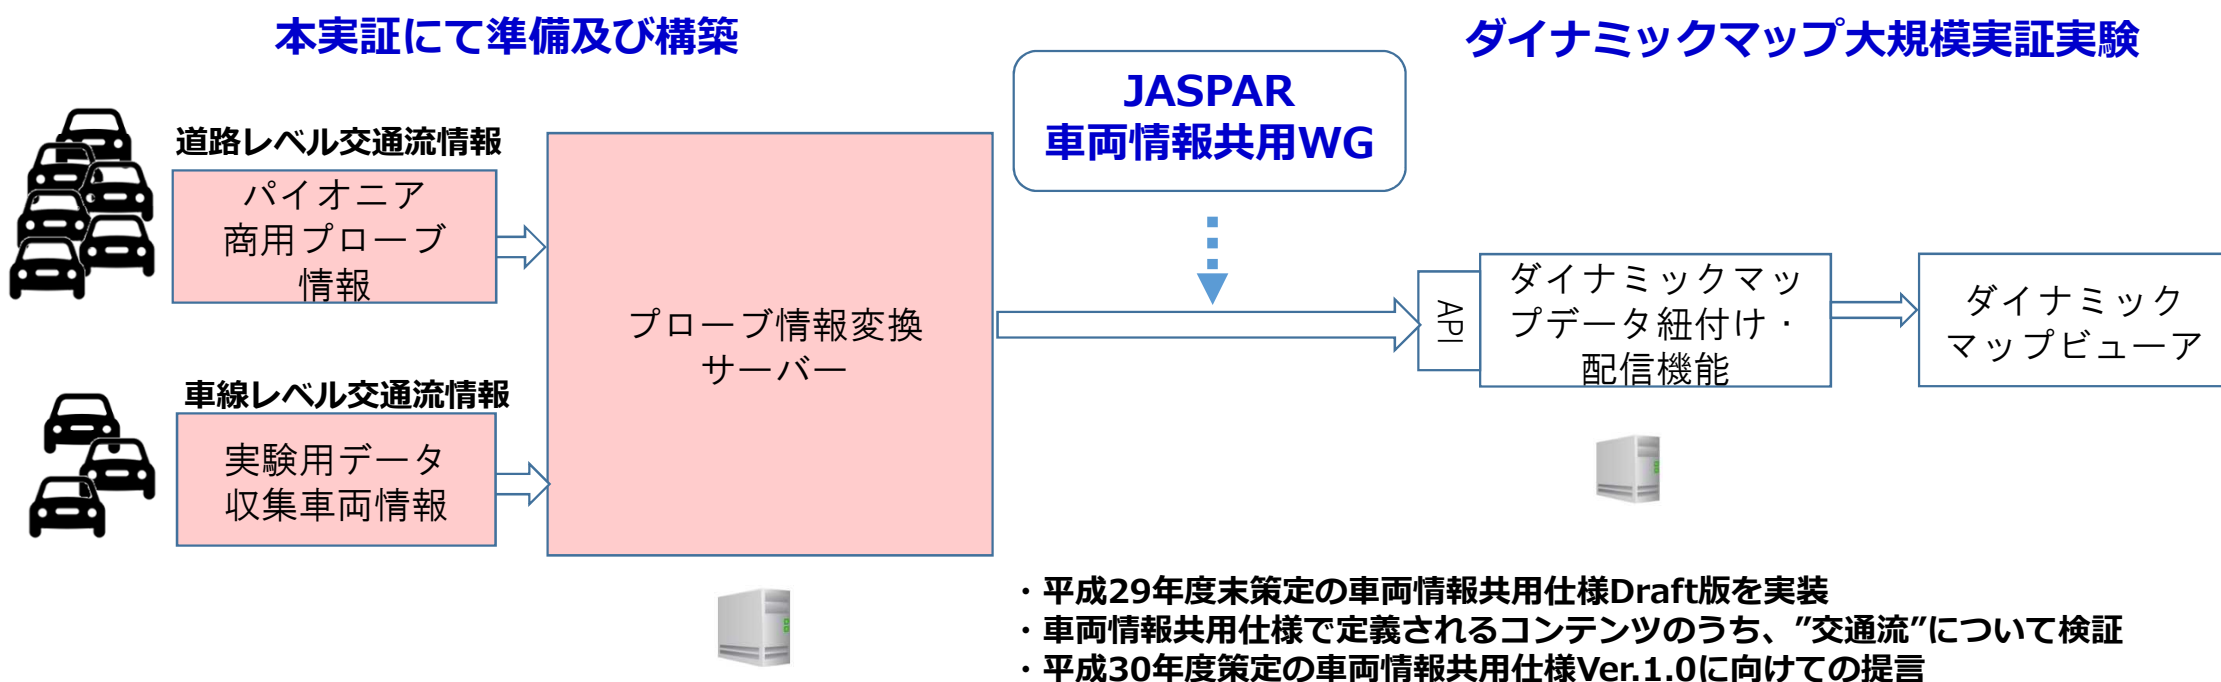 本実証にて準備及び構築
ダイナミックマップ大規模実証実験
JASPAR
車両情報共用WG
道路レベル交通流情報
パイオニア
商用プローブ
情報
車線レベル交通流情報
実験用データ
収集車両情報
プローブ情報変換
サーバー
API
ダイナミックマッ
プデータ紐付け・
配信機能
ダイナミック
マップビューア
・平成29年度末策定の車両情報共用仕様Draft版を実装
・車両情報共用仕様で定義されるコンテンツのうち、”交通流”について検証
・平成30年度策定の車両情報共用仕様Ver.1.0に向けての提言